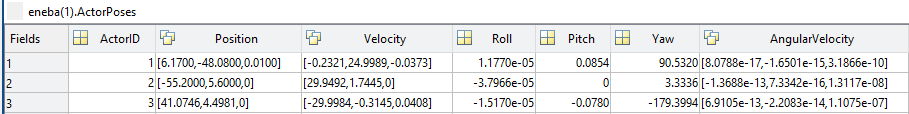 eneba(1).ActorPoses
Fields ActorID Position Velocity Roll Pitch Yaw AngularVelocity
1 1 [6.1700,-48.0800,0.0100] [-0.2321,24.9989,-0.0373] 1.1770e-05 0.0854 90.5320 [8.0788e-17,-1.6501e-15,3.1866e-10]
2 2 [-55.2000,5.6000,0] [29.9492,1.7445,0] -3.7966e-05 0 3.3336 [-1.3688e-13,7.3342e-16,1.3117e-08]
3 3 [41.0746,4.4981,0] [-29.9984,-0.3145,0.0408] -1.5170e-05 -0.0780 -179.3994 [6.9105e-13,-2.2083e-14,1.1075e-07]